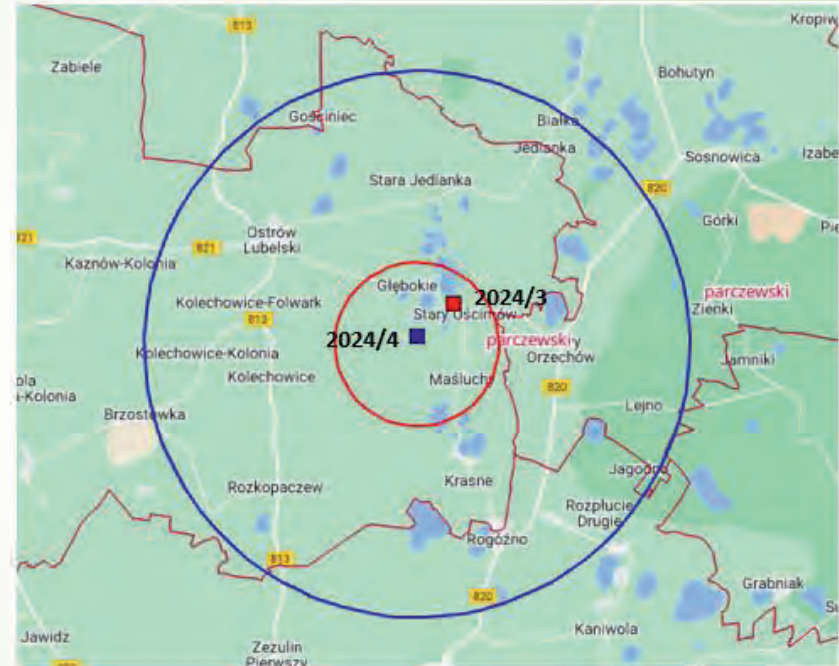 813
Kropiw
Zabiele
Bohutyn
Gościniec
Białka
Jedlanka
Sosnowica
Izabe
Stara Jedlanka
820
Górki
Pie
Ostrów
Lubelski
821
821
Kaznów-Kolonia
Głębokie
parczewski
Kolechowice-Folwark
2024/3
Zienki
Stary Uścimów
813
2024/4
parczewskiy
Orzechów
Kolechowice-Kolonia
Jamniki
Kolechowice
Maśluchy
820
ola
a-Kolonia
Lejno
Brzostówka
Jagodno
Krasne
Rozkopaczew
Rozpłucie
Drugie
Rogóźno
813
Grabniak
820
Kaniwola
Jawidz
Zezulin
Pierwszy